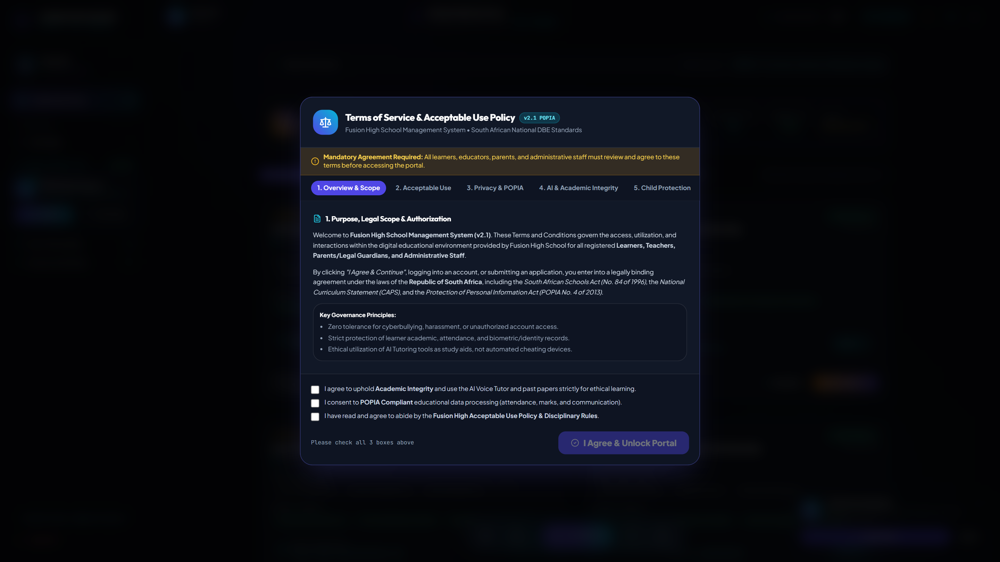 Terms of Service & Acceptable Use Policy v2.1 POPIA
Fusion High School Management System • South African National DBE Standards
Mandatory Agreement Required: All learners, educators, parents, and administrative staff must review and agree to these
terms before accessing the portal.
1. Overview & Scope 2. Acceptable Use 3. Privacy & POPIA 4. AI & Academic Integrity 5. Child Protection
1. Purpose, Legal Scope & Authorization
Welcome to Fusion High School Management System (v2.1). These Terms and Conditions govern the access, utilization, and
interactions within the digital educational environment provided by Fusion High School for all registered Learners, Teachers,
Parents/Legal Guardians, and Administrative Staff.
By clicking "I Agree & Continue", logging into an account, or submitting an application, you enter into a legally binding
agreement under the laws of the Republic of South Africa, including the South African Schools Act (No. 84 of 1996), the National
Curriculum Statement (CAPS), and the Protection of Personal Information Act (POPIA No. 4 of 2013).
Key Governance Principles:
• Zero tolerance for cyberbullying, harassment, or unauthorized account access.
• Strict protection of learner academic, attendance, and biometric/identity records.
• Ethical utilization of AI Tutoring tools as study aids, not automated cheating devices.
I agree to uphold Academic Integrity and use the AI Voice Tutor and past papers strictly for ethical learning.
I consent to POPIA Compliant educational data processing (attendance, marks, and communication).
I have read and agree to abide by the Fusion High Acceptable Use Policy & Disciplinary Rules.
Please check all 3 boxes above
I Agree & Unlock Portal